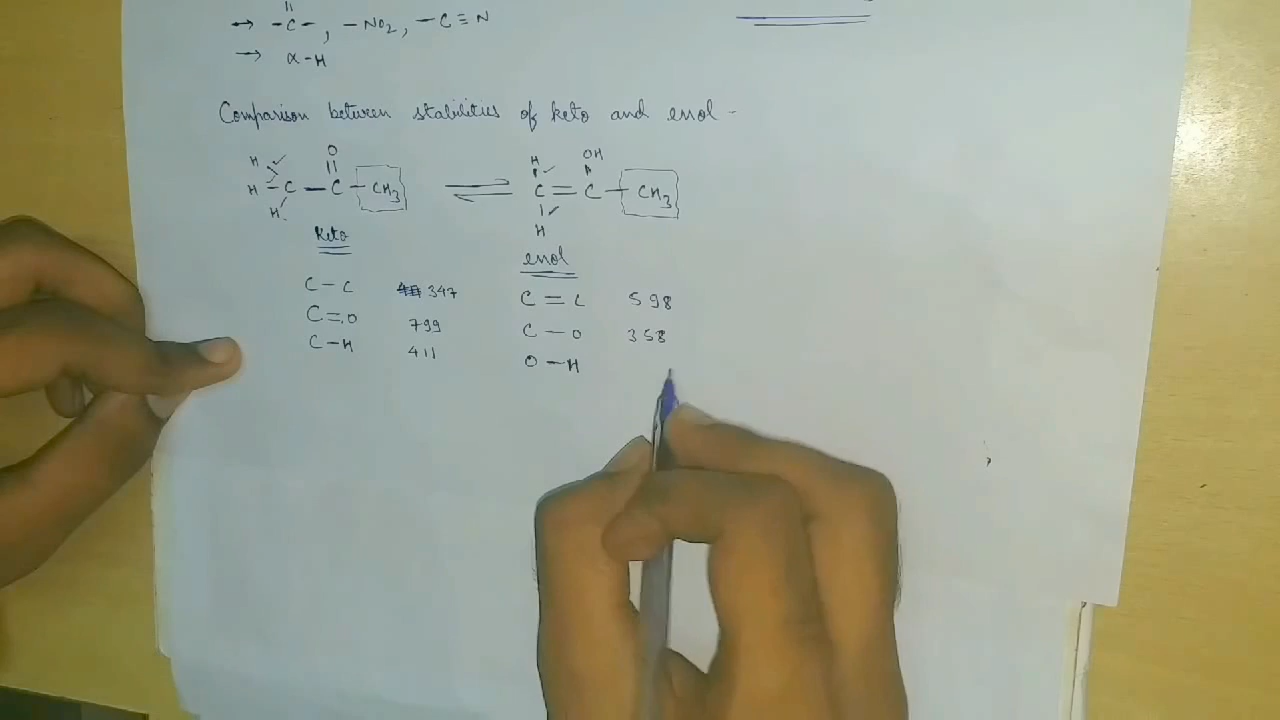 → -C-, -NO2, -C≡N
→ α-H
Comparison between stabilities of keto and enol -
H O H OH
H - C - C - CH3 ⇌ C = C - CH3
H H
Keto enol
C - C 347 C = C 598
C = O 799 C - O 358
C - H 411 O - H